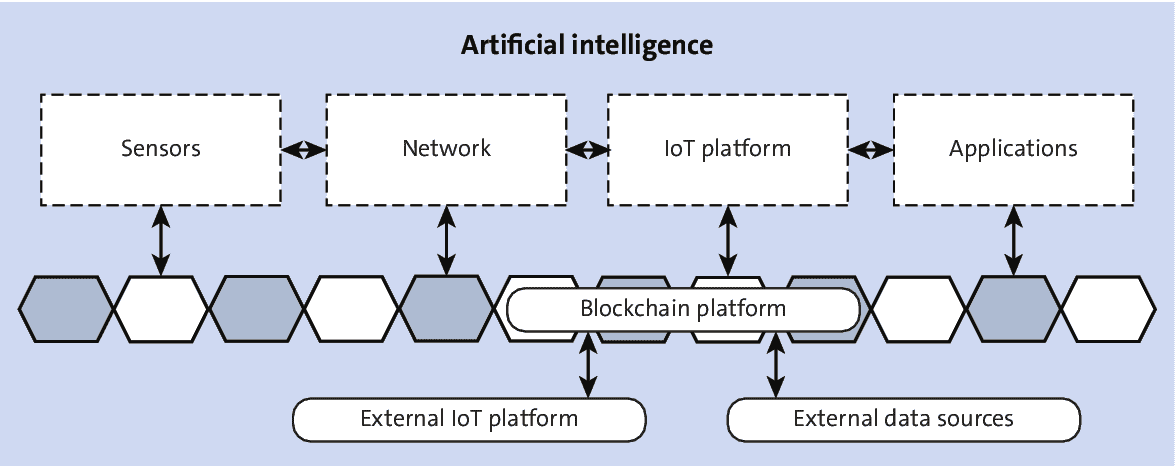 Artificial intelligence
Sensors
Network
IoT platform
Applications
Blockchain platform
External IoT platform
External data sources